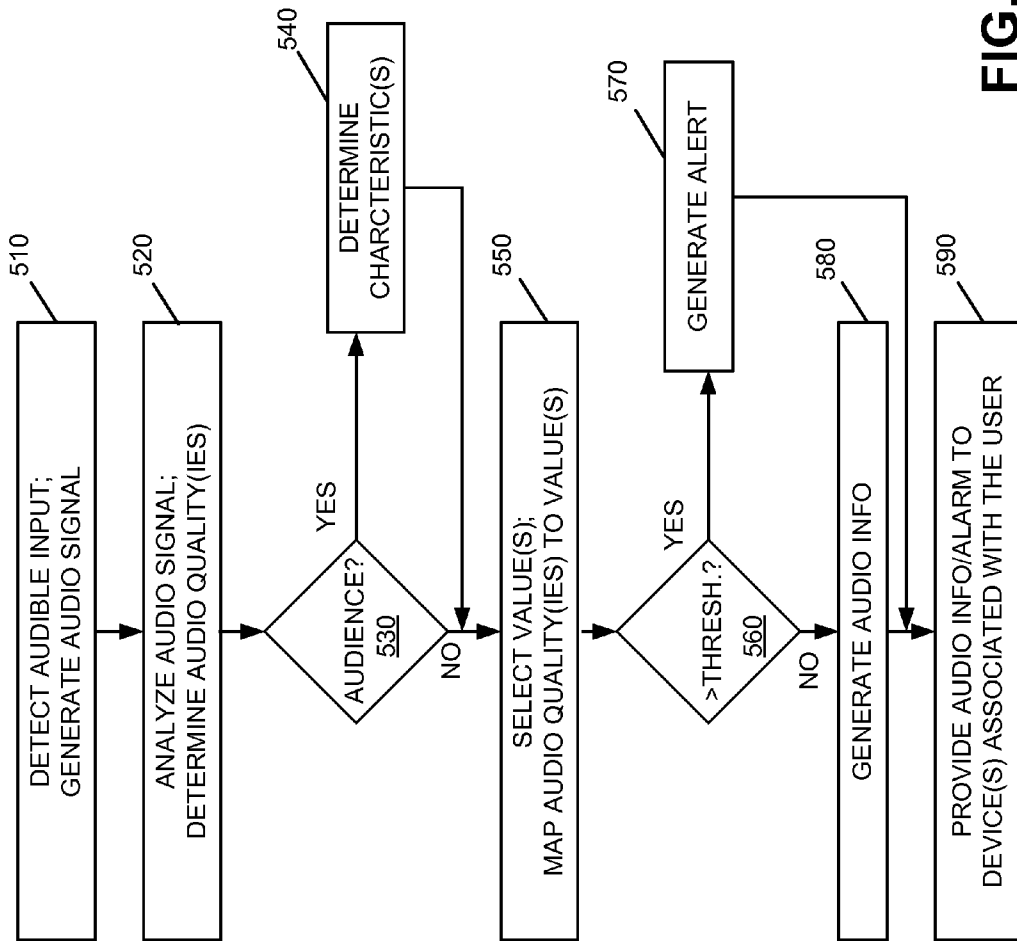 510
DETECT AUDIBLE INPUT;
GENERATE AUDIO SIGNAL
520
ANALYZE AUDIO SIGNAL;
DETERMINE AUDIO QUALITY(IES)
AUDIENCE?
530
YES
NO
540
DETERMINE
CHARCTERISTIC(S)
550
SELECT VALUE(S);
MAP AUDIO QUALITY(IES) TO VALUE(S)
>THRESH.?
560
YES
NO
570
GENERATE ALERT
580
GENERATE AUDIO INFO
590
PROVIDE AUDIO INFO/ALARM TO
DEVICE(S) ASSOCIATED WITH THE USER
FIG.